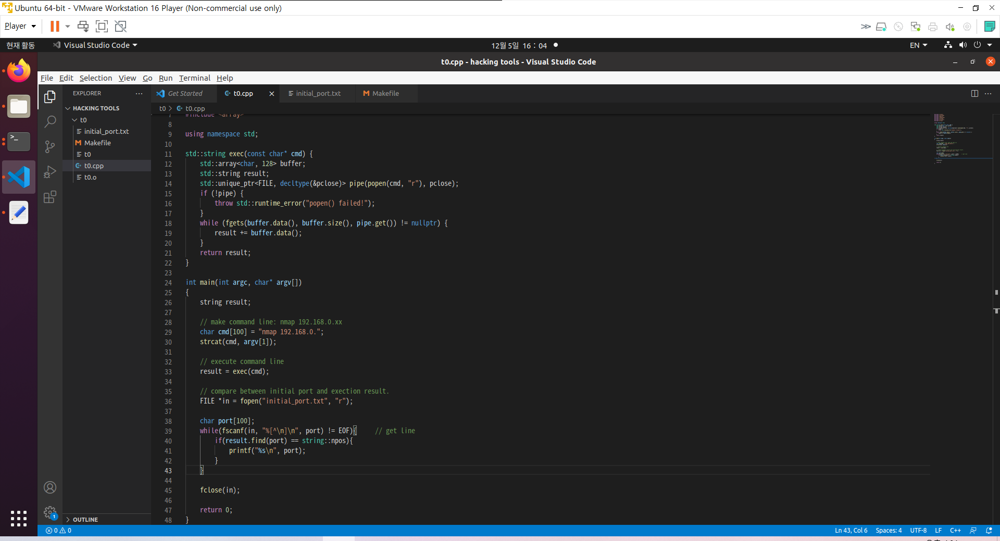 Ubuntu 64-bit - VMware Workstation 16 Player (Non-commercial use only)
Player
현재 활동
Visual Studio Code
12월 5일 16 : 04
EN
t0.cpp - hacking tools - Visual Studio Code
File Edit Selection View Go Run Terminal Help
EXPLORER
Get Started
t0.cpp
initial_port.txt
Makefile
HACKING TOOLS
t0
initial_port.txt
Makefile
t0
t0.cpp
t0.o
t0 > t0.cpp
7 #include <array>
8
9 using namespace std;
10
11 std::string exec(const char* cmd) {
12 std::array<char, 128> buffer;
13 std::string result;
14 std::unique_ptr<FILE, decltype(&pclose)> pipe(popen(cmd, "r"), pclose);
15 if (!pipe) {
16 throw std::runtime_error("popen() failed!");
17 }
18 while (fgets(buffer.data(), buffer.size(), pipe.get()) != nullptr) {
19 result += buffer.data();
20 }
21 return result;
22 }
23
24 int main(int argc, char* argv[])
25 {
26 string result;
27
28 // make command line: nmap 192.168.0.xx
29 char cmd[100] = "nmap 192.168.0.";
30 strcat(cmd, argv[1]);
31
32 // execute command line
33 result = exec(cmd);
34
35 // compare between initial port and exection result.
36 FILE *in = fopen("initial_port.txt", "r");
37
38 char port[100];
39 while(fscanf(in, "%[^\n]\n", port) != EOF){ // get line
40 if(result.find(port) == string::npos){
41 printf("%s\n", port);
42 }
43 }
44
45 fclose(in);
46
47 return 0;
48 }
OUTLINE
1
0 0
Ln 43, Col 6 Spaces: 4 UTF-8 LF C++